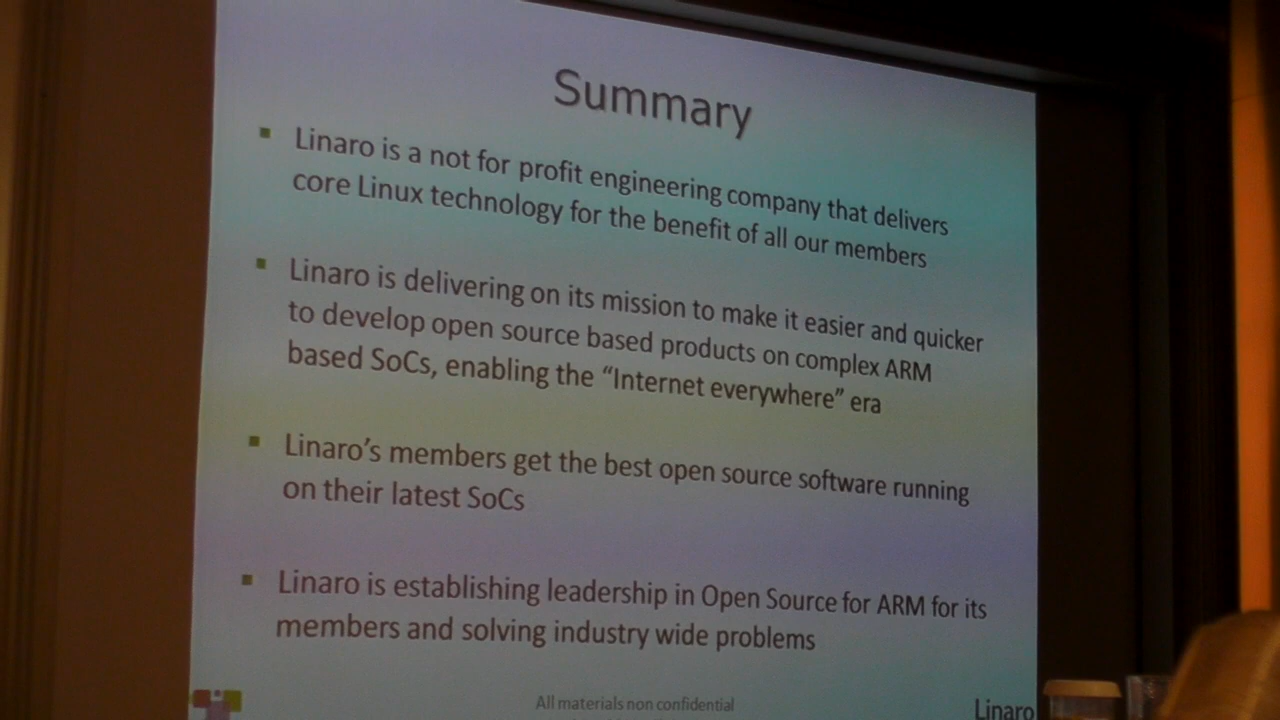 Summary
▪ Linaro is a not for profit engineering company that delivers
core Linux technology for the benefit of all our members
▪ Linaro is delivering on its mission to make it easier and quicker
to develop open source based products on complex ARM
based SoCs, enabling the “Internet everywhere” era
▪ Linaro’s members get the best open source software running
on their latest SoCs
▪ Linaro is establishing leadership in Open Source for ARM for its
members and solving industry wide problems
All materials non confidential
Linaro